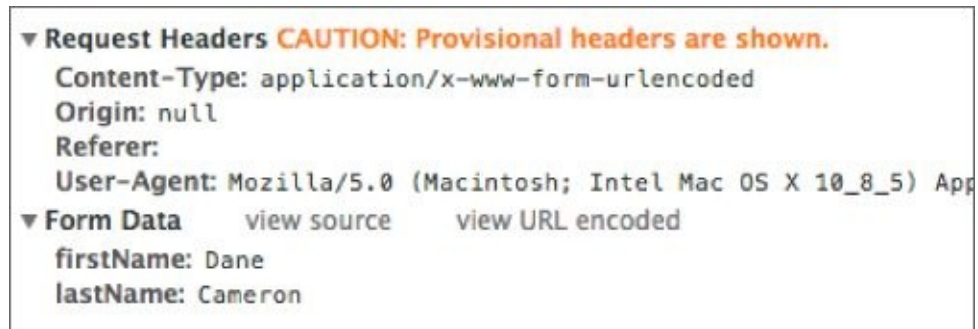 ▼ Request Headers CAUTION: Provisional headers are shown.
Content-Type: application/x-www-form-urlencoded
Origin: null
Referer:
User-Agent: Mozilla/5.0 (Macintosh; Intel Mac OS X 10_8_5) App
▼ Form Data view source view URL encoded
firstName: Dane
lastName: Cameron